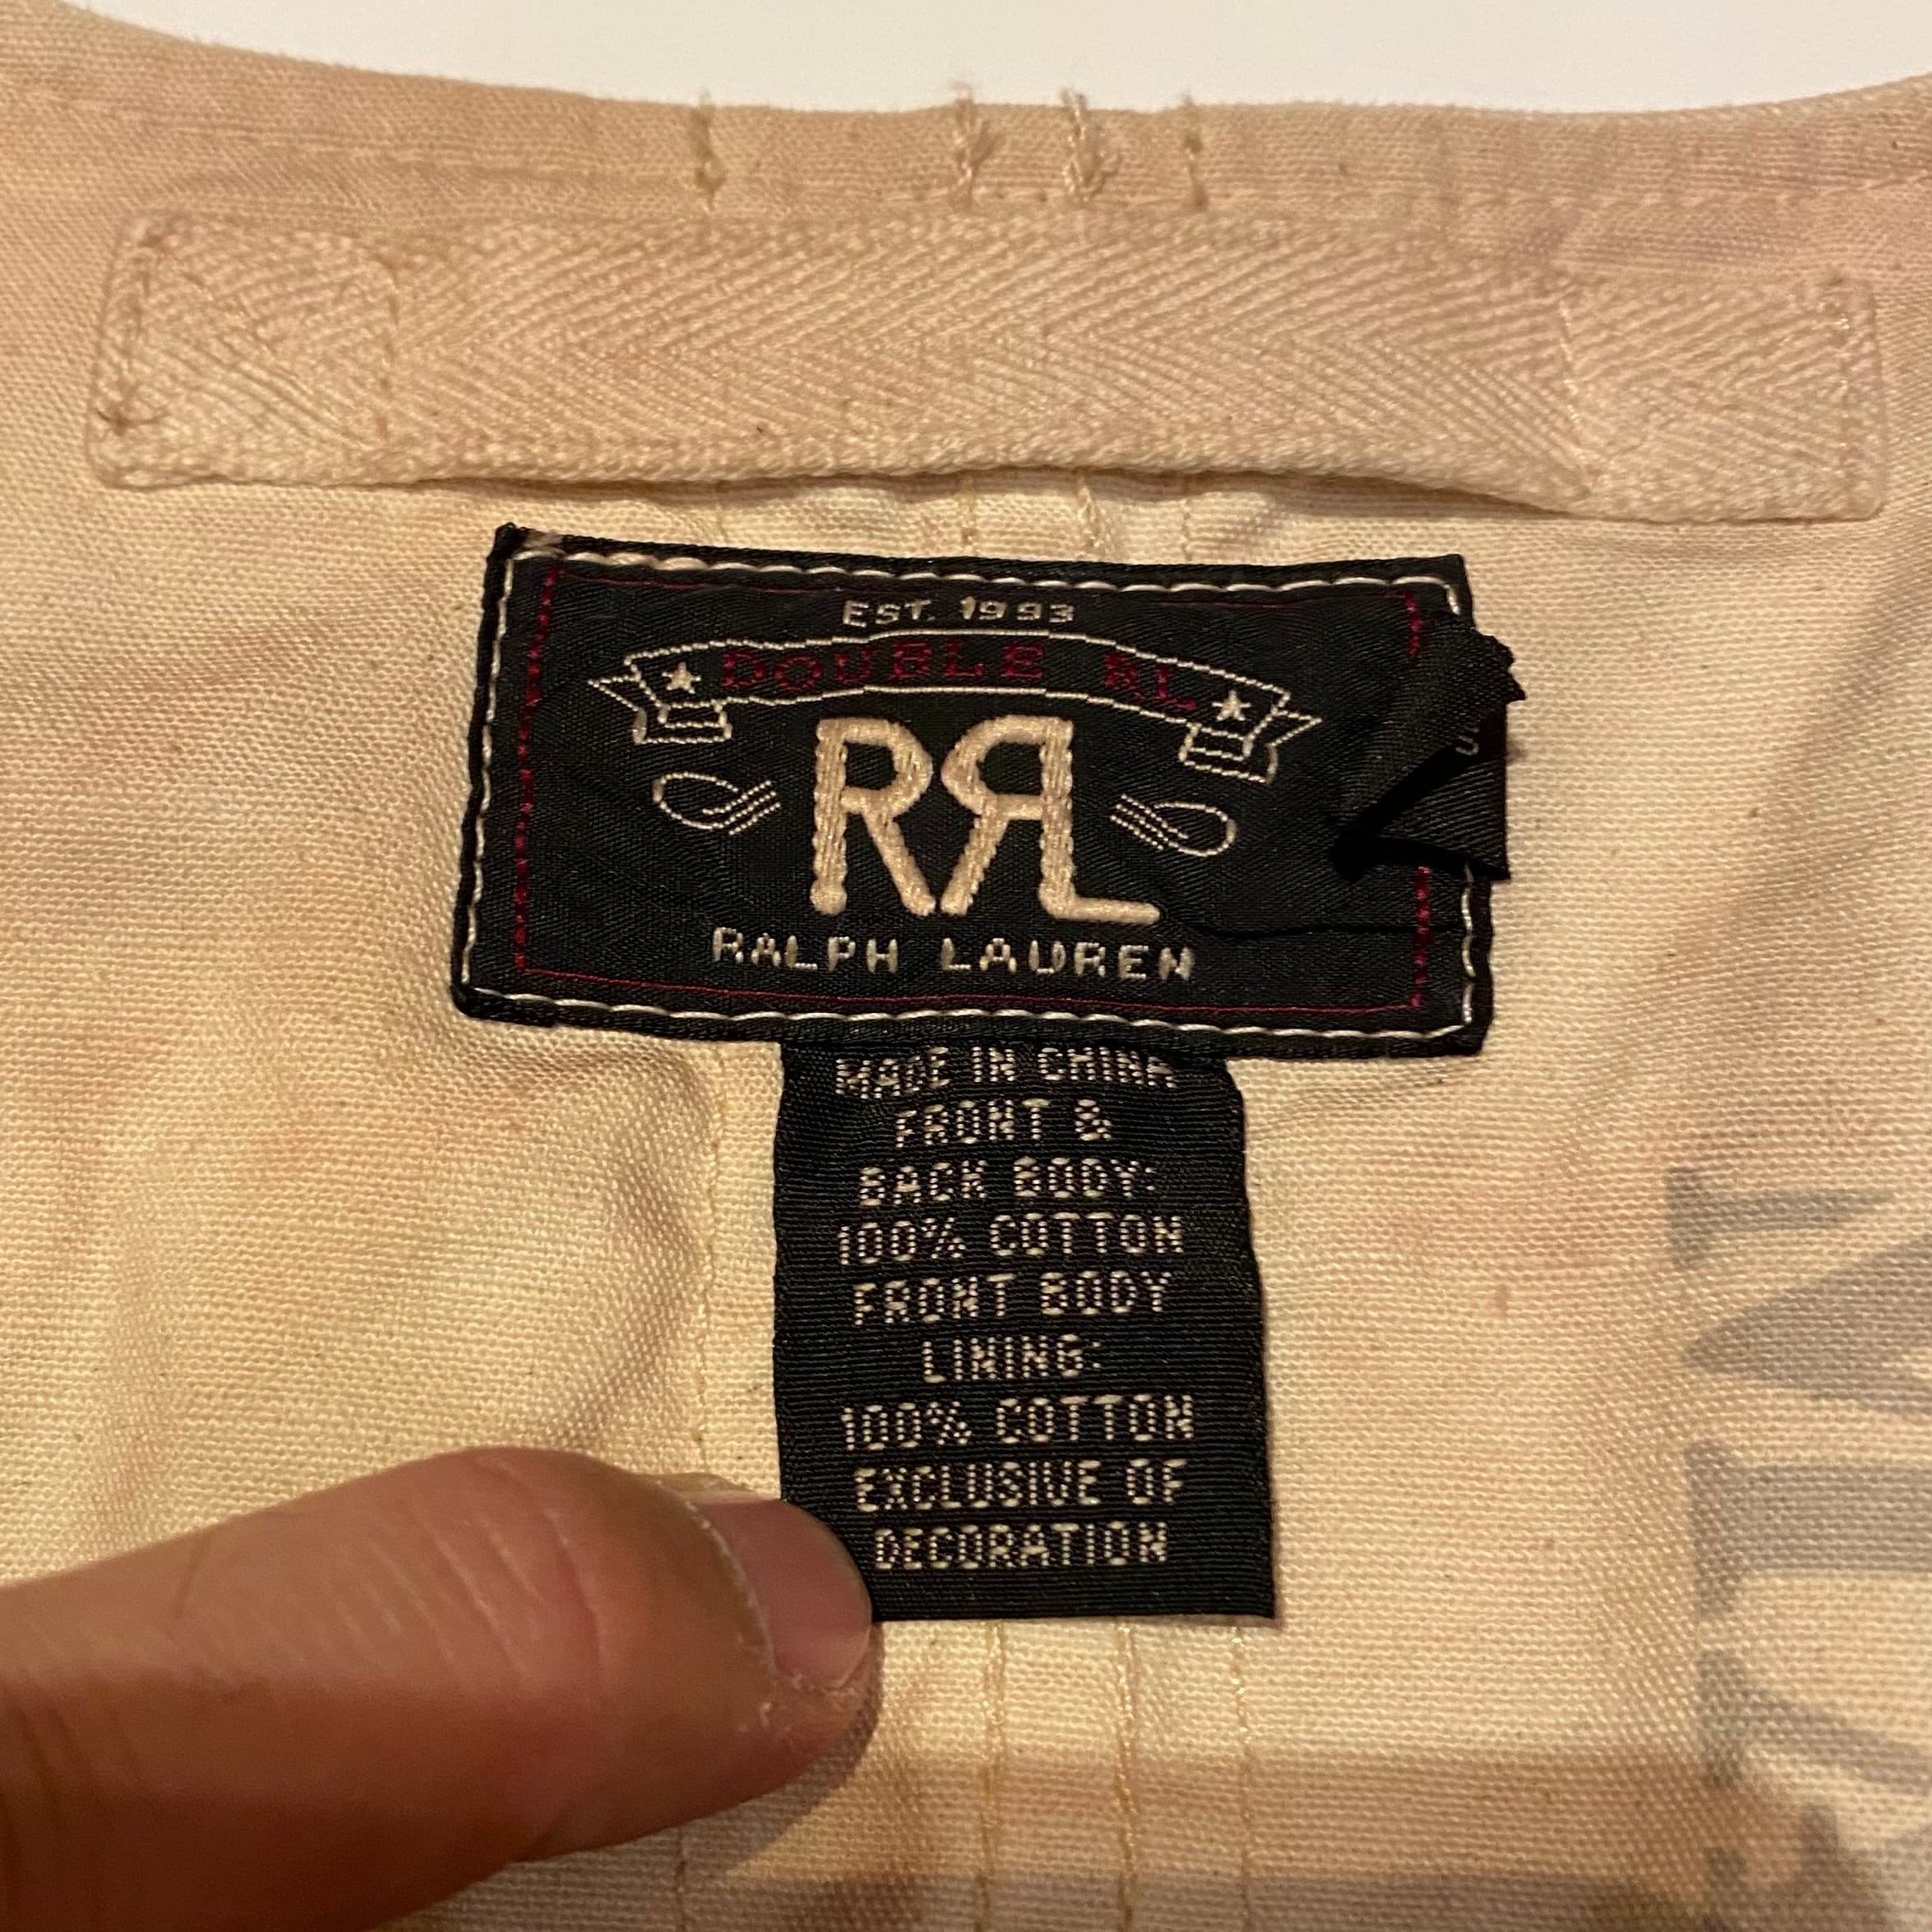 EST. 1993
DOUBLE RL
RRL
RALPH LAUREN
MADE IN CHINA
FRONT &
BACK BODY:
100% COTTON
FRONT BODY
LINING:
100% COTTON
EXCLUSIVE OF
DECORATION